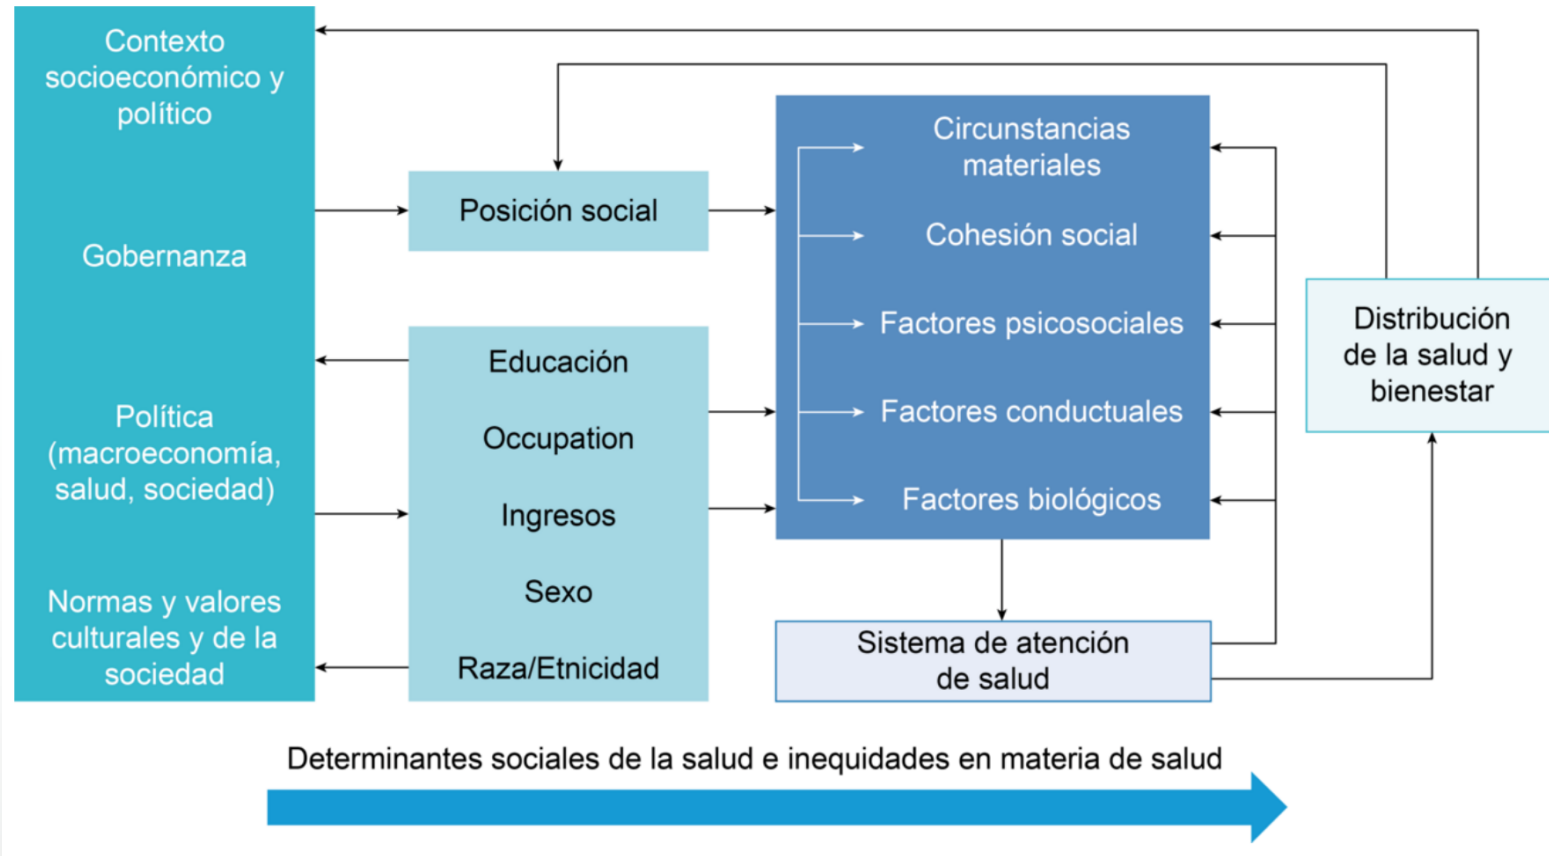 Contexto
socioeconómico y
político
Gobernanza
Política
(macroeconomía,
salud, sociedad)
Normas y valores
culturales y de la
sociedad
Posición social
Educación
Occupation
Ingresos
Sexo
Raza/Etnicidad
Circunstancias
materiales
Cohesión social
Factores psicosociales
Factores conductuales
Factores biológicos
Sistema de atención
de salud
Distribución
de la salud y
bienestar
Determinantes sociales de la salud e inequidades en materia de salud